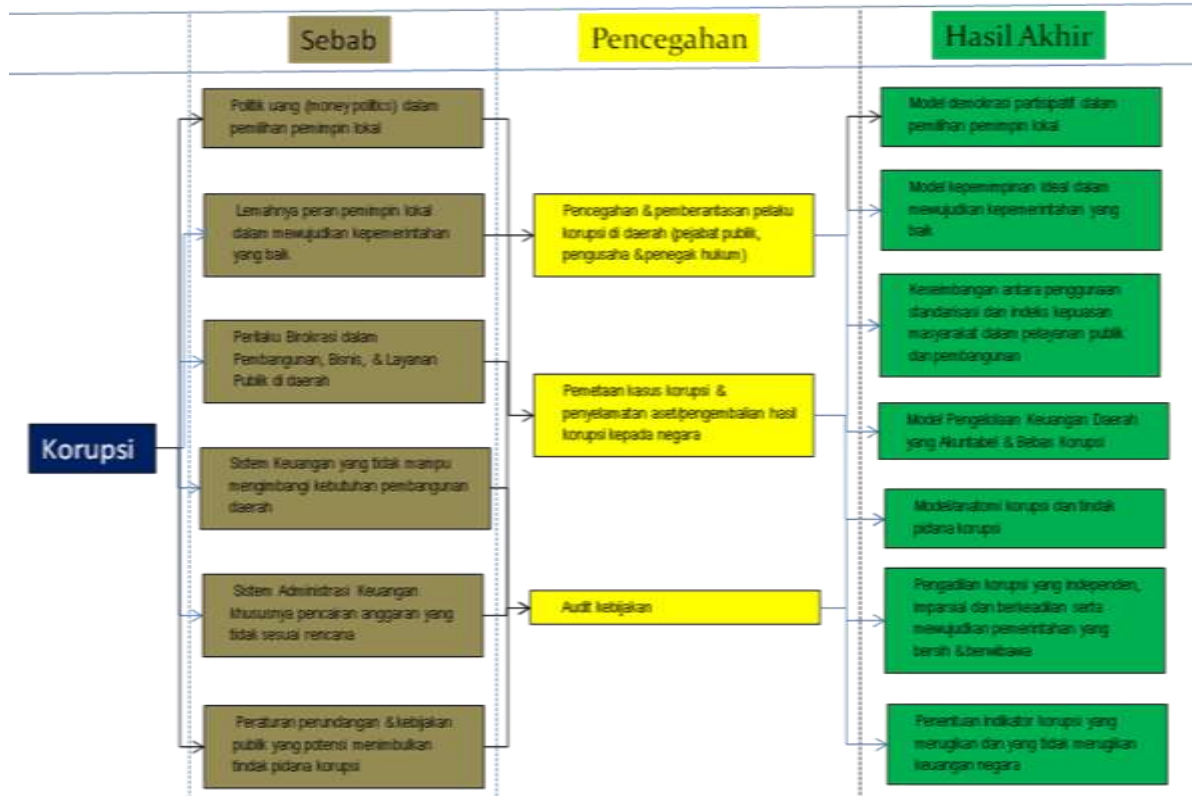 Sebab
Pencegahan
Hasil Akhir
Korupsi
Politik uang (money politics) dalam
pemilihan pemimpin lokal
Lemahnya peran pemimpin lokal
dalam mewujudkan kepemerintahan
yang baik
Perilaku Birokrasi dalam
Pembangunan, Bisnis, & Layanan
Publik di daerah
Sistem Keuangan yang tidak mampu
mengimbangi kebutuhan pembangunan
daerah
Sistem Administrasi Keuangan
khususnya pencairan anggaran yang
tidak sesuai rencana
Peraturan perundangan & kebijakan
publik yang potensi menimbulkan
tindak pidana korupsi
Pencegahan & pemberantasan pelaku
korupsi di daerah (pejabat publik,
pengusaha & penegak hukum)
Pemetaan kasus korupsi &
penyelamatan aset/pengembalian hasil
korupsi kepada negara
Audit kebijakan
Model demokrasi partisipatif dalam
pemilihan pemimpin lokal
Model kepemimpinan ideal dalam
mewujudkan kepemerintahan yang
baik
Keseimbangan antara penggunaan
standarisasi dan indeks kepuasan
masyarakat dalam pelayanan publik
dan pembangunan
Model Pengelolaan Keuangan Daerah
yang Akuntabel & Bebas Korupsi
Model/anatomi korupsi dan tindak
pidana korupsi
Pengadilan korupsi yang independen,
imparsial dan berkeadilan serta
mewujudkan pemerintahan yang
bersih & berwibawa
Penentuan indikator korupsi yang
merugikan dan yang tidak merugikan
keuangan negara